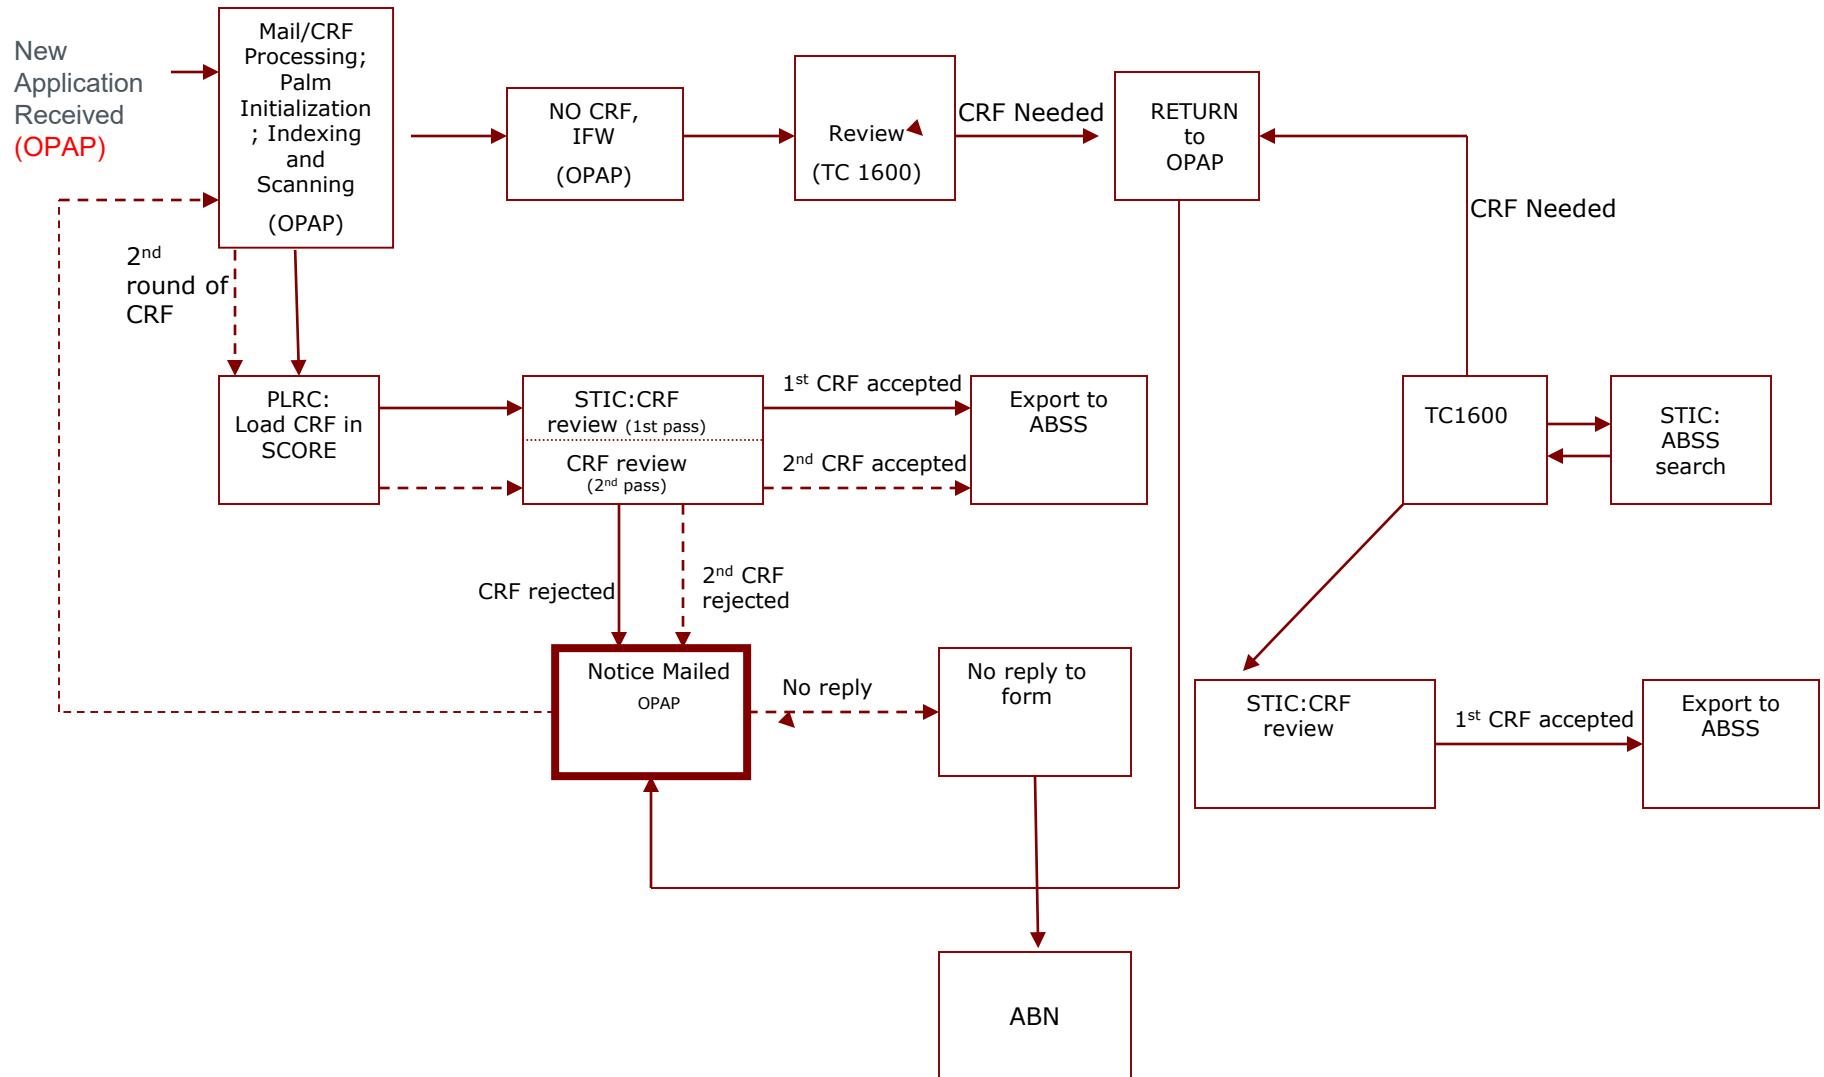 New
Application
Received
(OPAP)
Mail/CRF
Processing;
Palm
Initialization
; Indexing
and
Scanning
(OPAP)
NO CRF,
IFW
(OPAP)
Review
(TC 1600)
CRF Needed
RETURN
to
OPAP
CRF Needed
2nd
round of
CRF
PLRC:
Load CRF in
SCORE
STIC:CRF
review (1st pass)
CRF review
(2nd pass)
1st CRF accepted
2nd CRF accepted
Export to
ABSS
TC1600
STIC:
ABSS
search
CRF rejected
2nd CRF
rejected
Notice Mailed
OPAP
No reply
No reply to
form
STIC:CRF
review
1st CRF accepted
Export to
ABSS
ABN